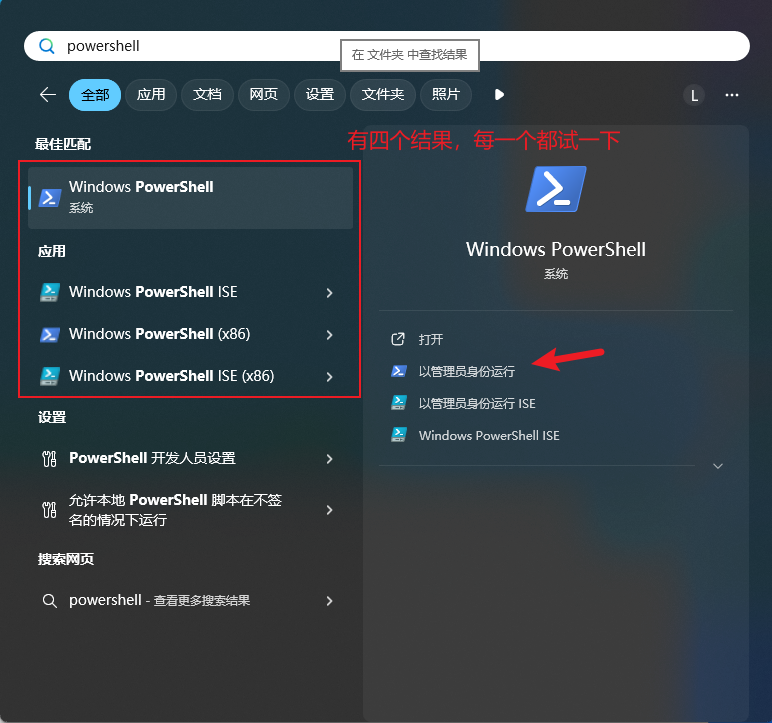 powershell
在 文件夹 中查找结果
全部
应用
文档
网页
设置
文件夹
照片
L
最佳匹配
有四个结果，每一个都试一下
Windows PowerShell
系统
应用
Windows PowerShell ISE
Windows PowerShell (x86)
Windows PowerShell ISE (x86)
设置
PowerShell 开发人员设置
允许本地 PowerShell 脚本在不签
名的情况下运行
搜索网页
powershell - 查看更多搜索结果
Windows PowerShell
系统
打开
以管理员身份运行
以管理员身份运行 ISE
Windows PowerShell ISE